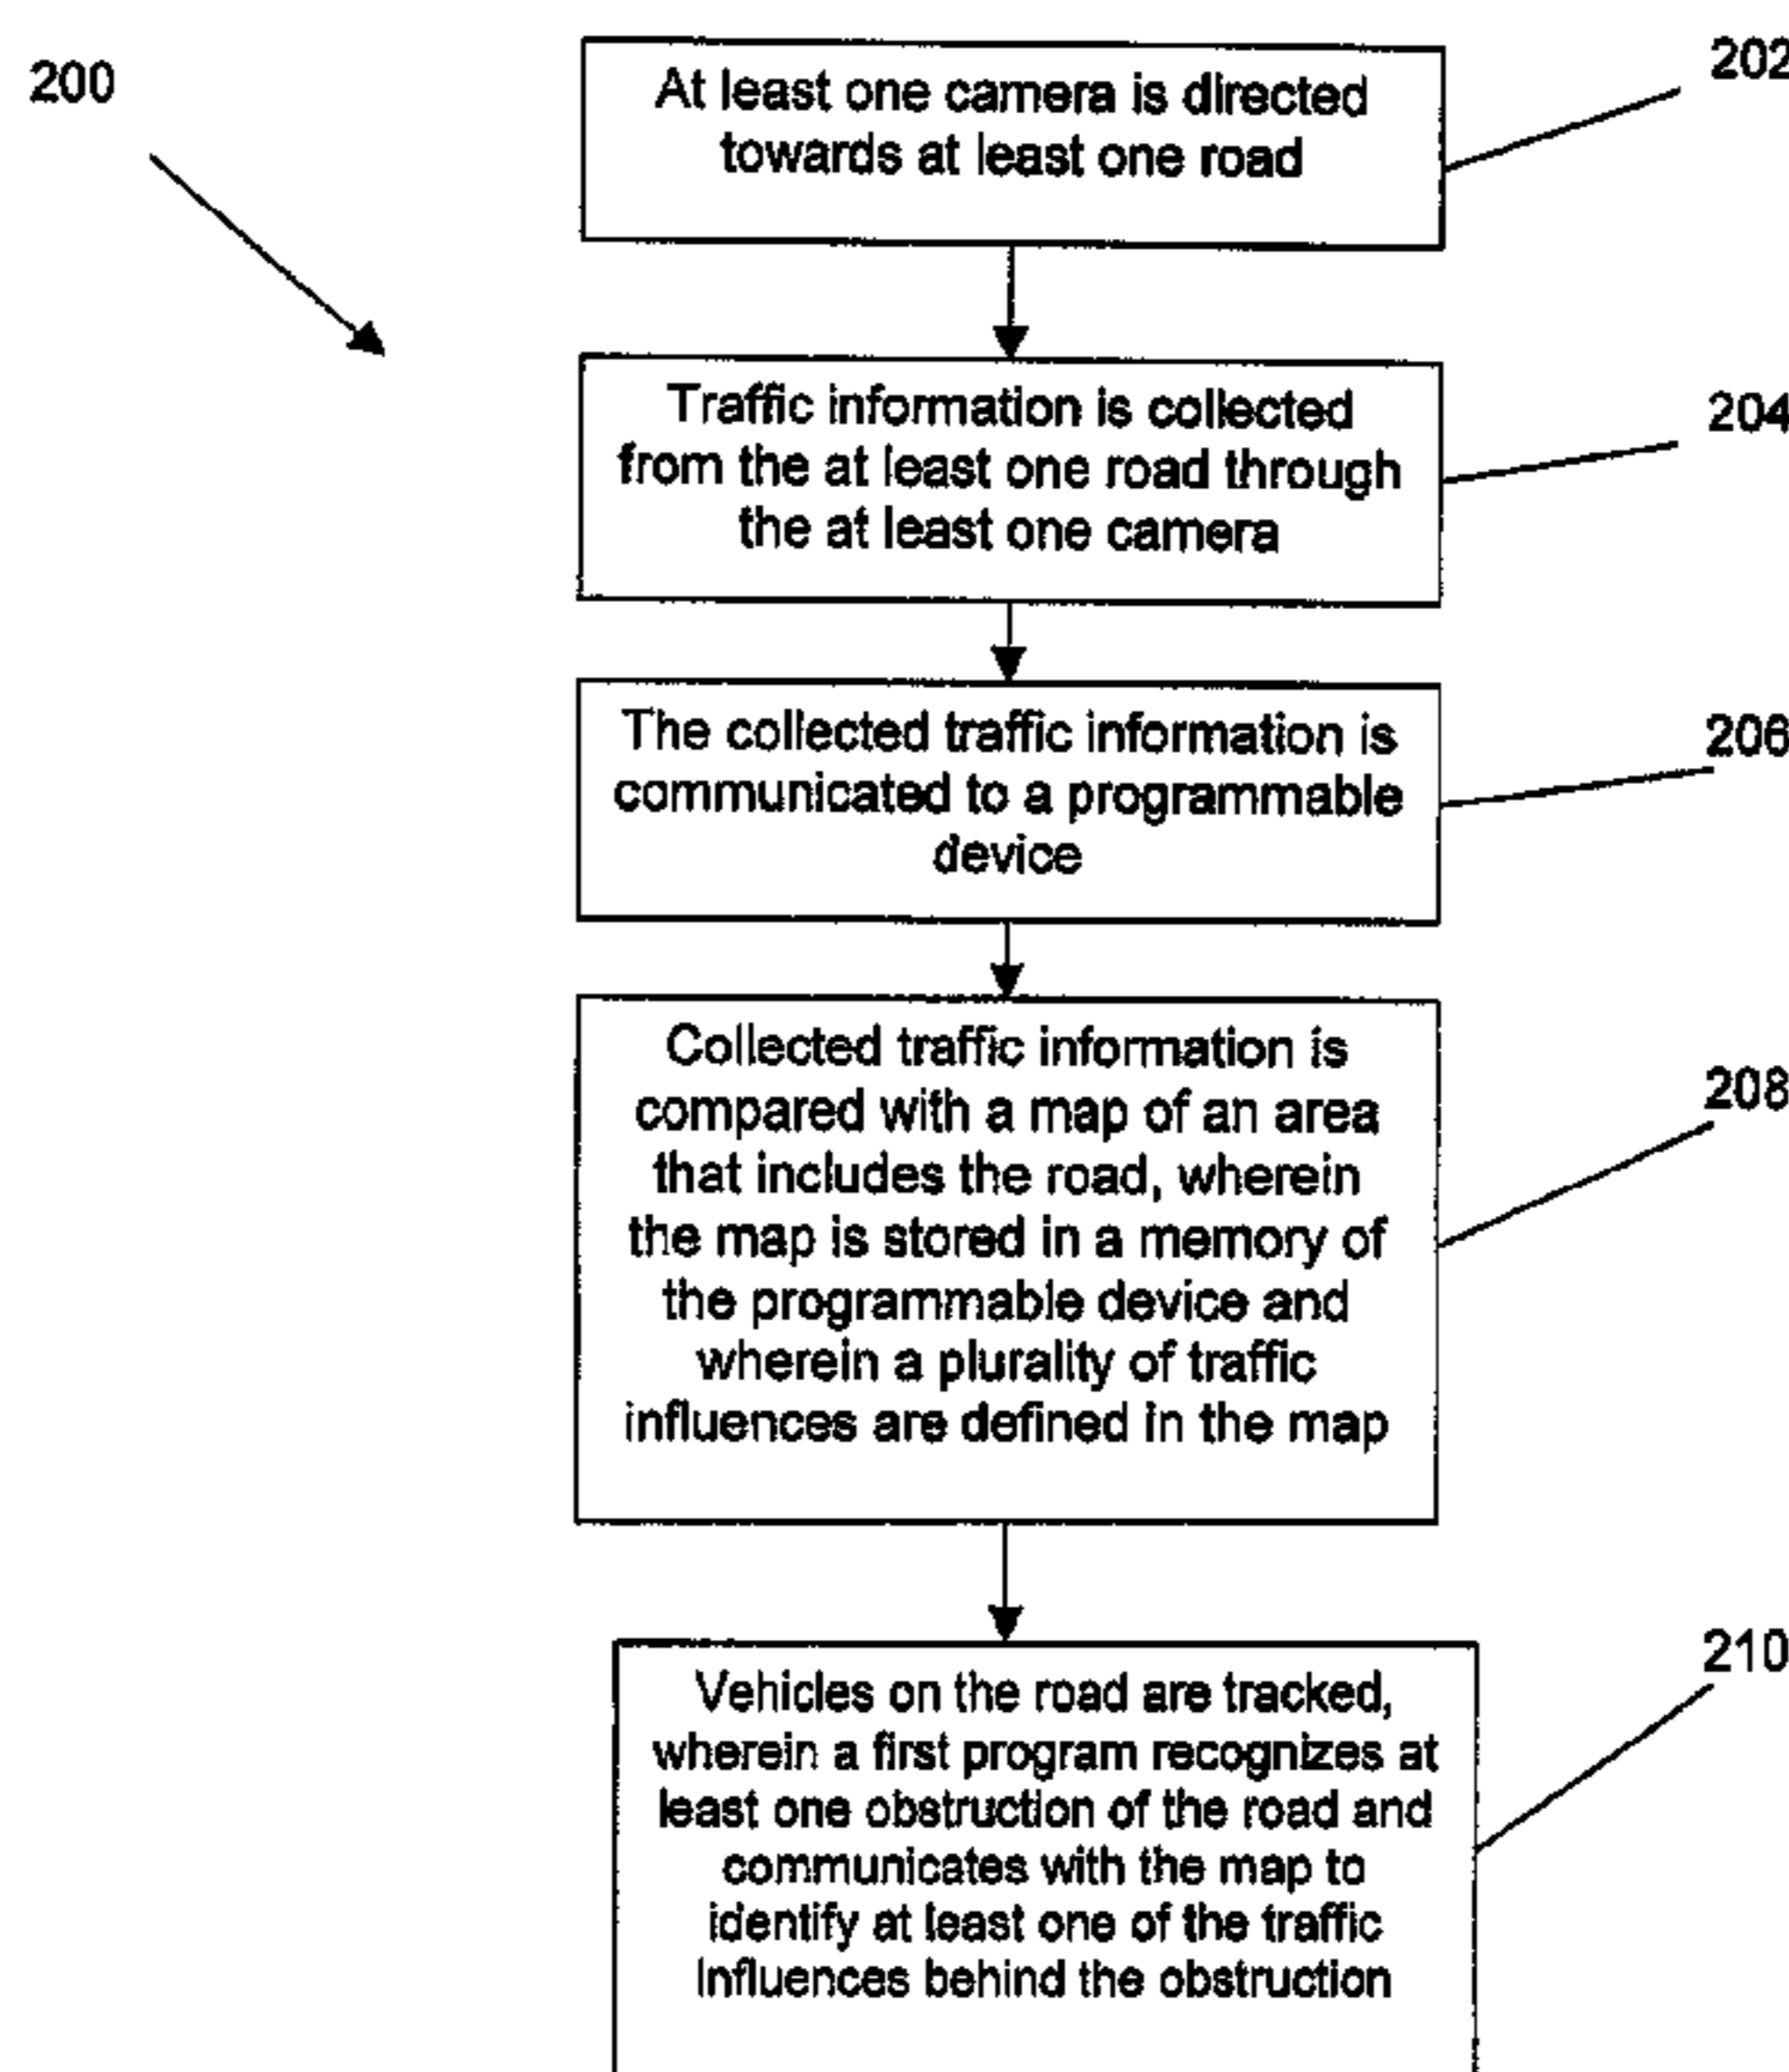 200
At least one camera is directed
towards at least one road
202
Traffic information is collected
from the at least one road through
the at least one camera
204
The collected traffic information is
communicated to a programmable
device
206
Collected traffic information is
compared with a map of an area
that includes the road, wherein
the map is stored in a memory of
the programmable device and
wherein a plurality of traffic
influences are defined in the map
208
Vehicles on the road are tracked,
wherein a first program recognizes at
least one obstruction of the road and
communicates with the map to
identify at least one of the traffic
influences behind the obstruction
210